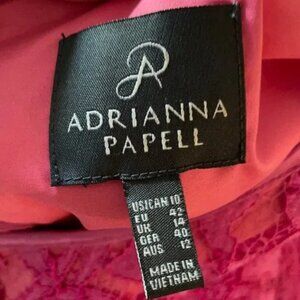 ADRIANNA
PAPELL
US|CAN 10
EU 42
UK 14
GER 40
AUS 12
MADE IN
VIETNAM